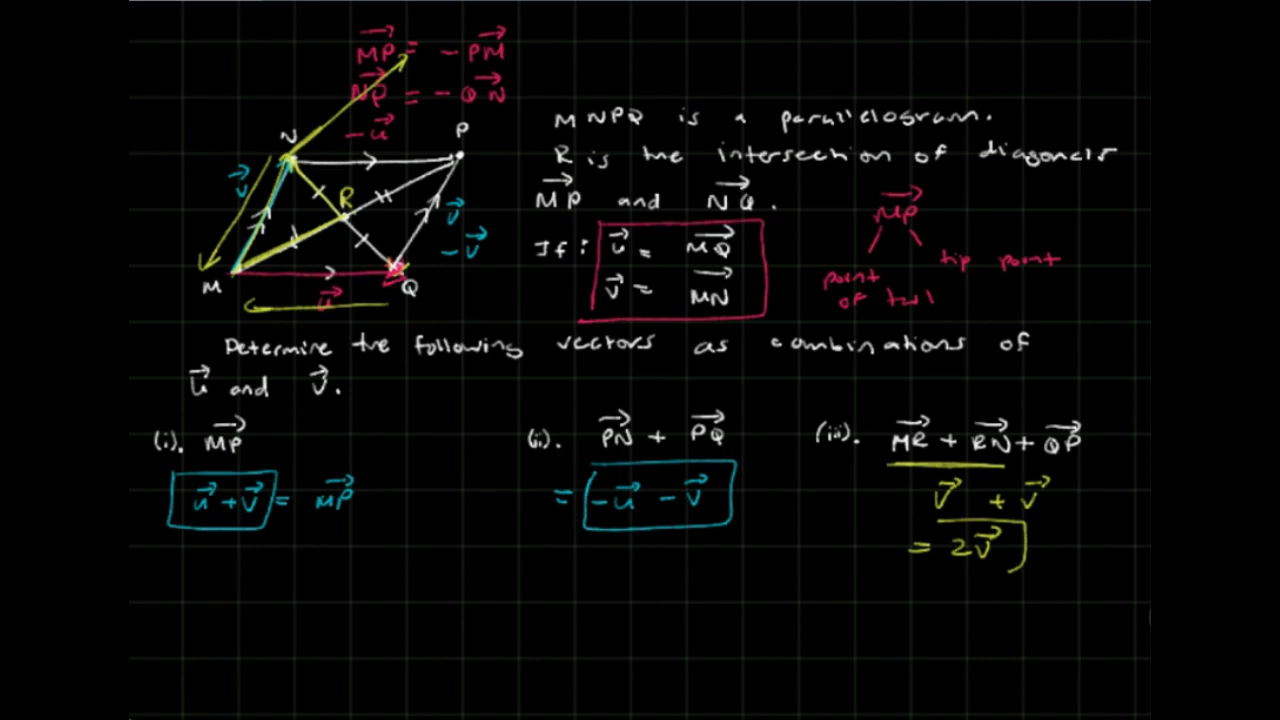 MP⃗ = - PM⃗
NP⃗ = - QN⃗
-u⃗
N
P
v⃗
R
v⃗
-v⃗
M
u⃗
Q
MNPQ is a parallelogram.
R is the intersection of diagonals
MP⃗ and NQ⃗.
If: u⃗ = MQ⃗
v⃗ = MN⃗
MP⃗
point of tail
tip point
Determine the following vectors as combinations of
u⃗ and v⃗.
(i). MP⃗
u⃗ + v⃗ = MP⃗
(ii). PN⃗ + PQ⃗
= -u⃗ - v⃗
(iii). MR⃗ + RN⃗ + QP⃗
v⃗ + v⃗
= 2v⃗